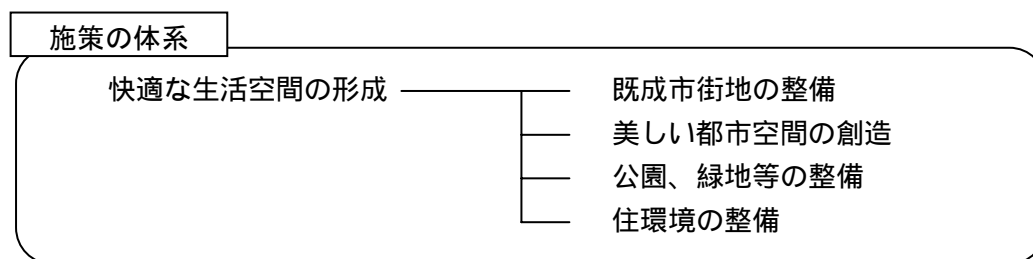 施策の体系
快適な生活空間の形成
既成市街地の整備
美しい都市空間の創造
公園、緑地等の整備
住環境の整備